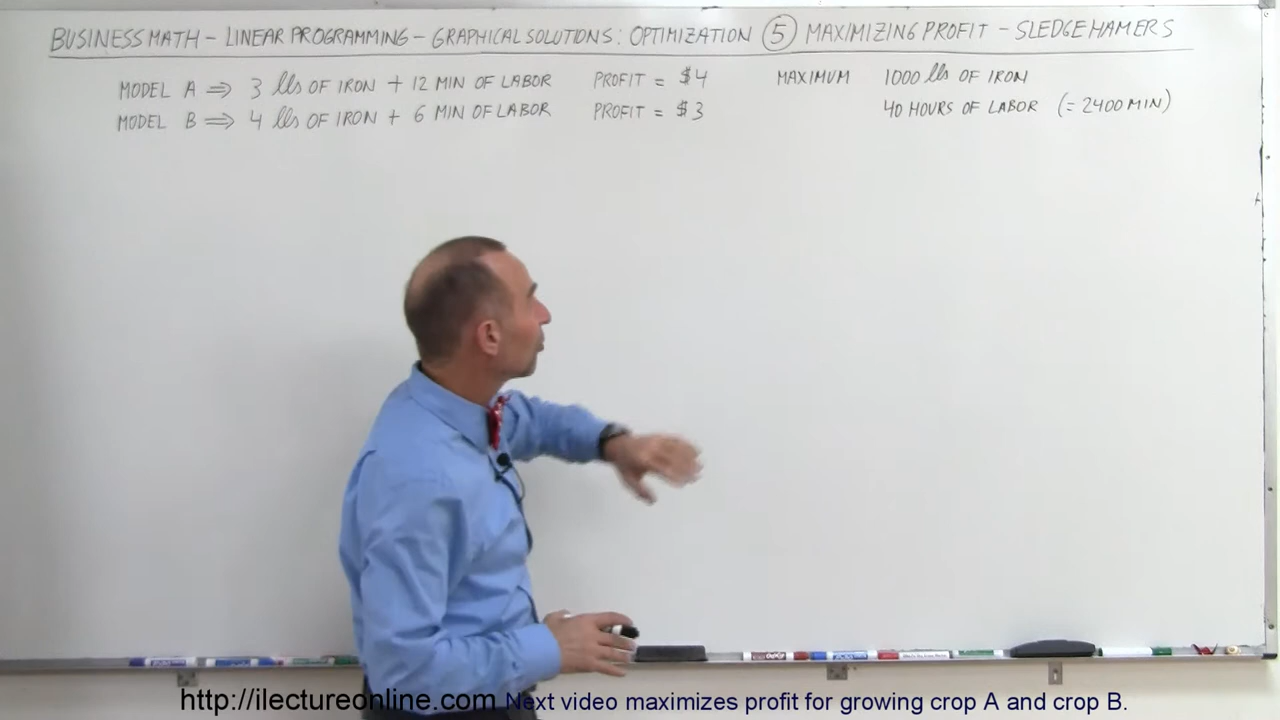 BUSINESS MATH – LINEAR PROGRAMMING – GRAPHICAL SOLUTIONS: OPTIMIZATION ⑤ MAXIMIZING PROFIT – SLEDGE HAMERS
MODEL A ⇒ 3 lbs OF IRON + 12 MIN OF LABOR PROFIT = $4 MAXIMUM 1000 lbs OF IRON
MODEL B ⇒ 4 lbs OF IRON + 6 MIN OF LABOR PROFIT = $3 40 HOURS OF LABOR (= 2400 MIN)
http://ilectureonline.com Next video maximizes profit for growing crop A and crop B.